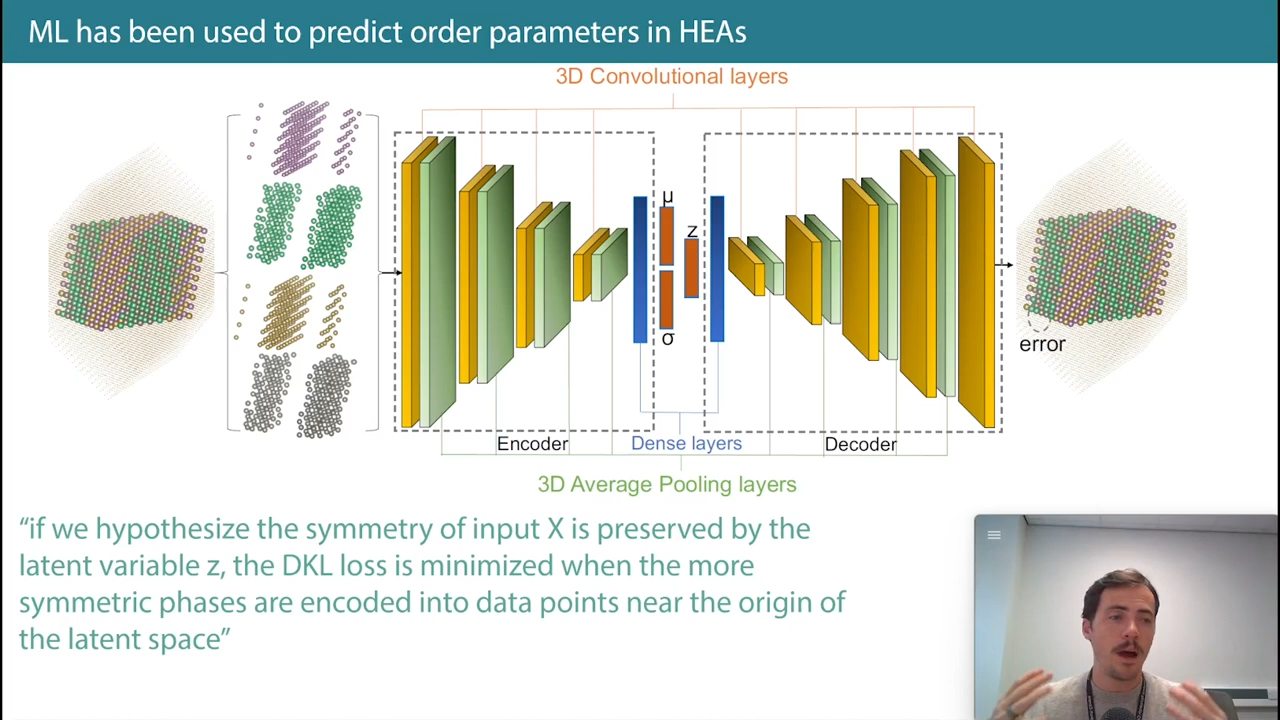 ML has been used to predict order parameters in HEAs
3D Convolutional layers
μ
z
σ
error
Encoder
Dense layers
Decoder
3D Average Pooling layers
“if we hypothesize the symmetry of input X is preserved by the
latent variable z, the DKL loss is minimized when the more
symmetric phases are encoded into data points near the origin of
the latent space”